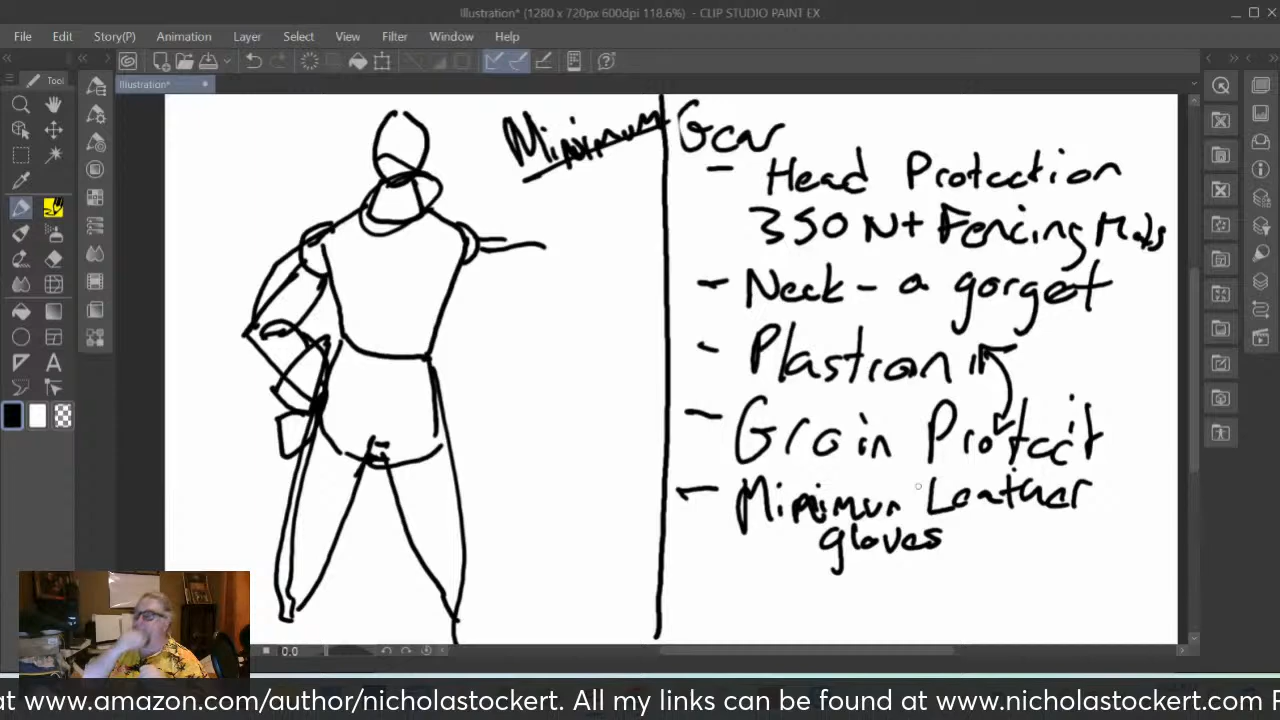 Illustration* (1280 x 720px 600dpi 118.6%) - CLIP STUDIO PAINT EX
File Edit Story(P) Animation Layer Select View Filter Window Help
Tool
Illustration*
Minimum Gear
- Head Protection
350 N+ Fencing Mats
- Neck - a gorget
- Plastron
- Groin Protect
- Minimum Leather
gloves
0.0
at www.amazon.com/author/nicholastockert. All my links can be found at www.nicholastockert.com